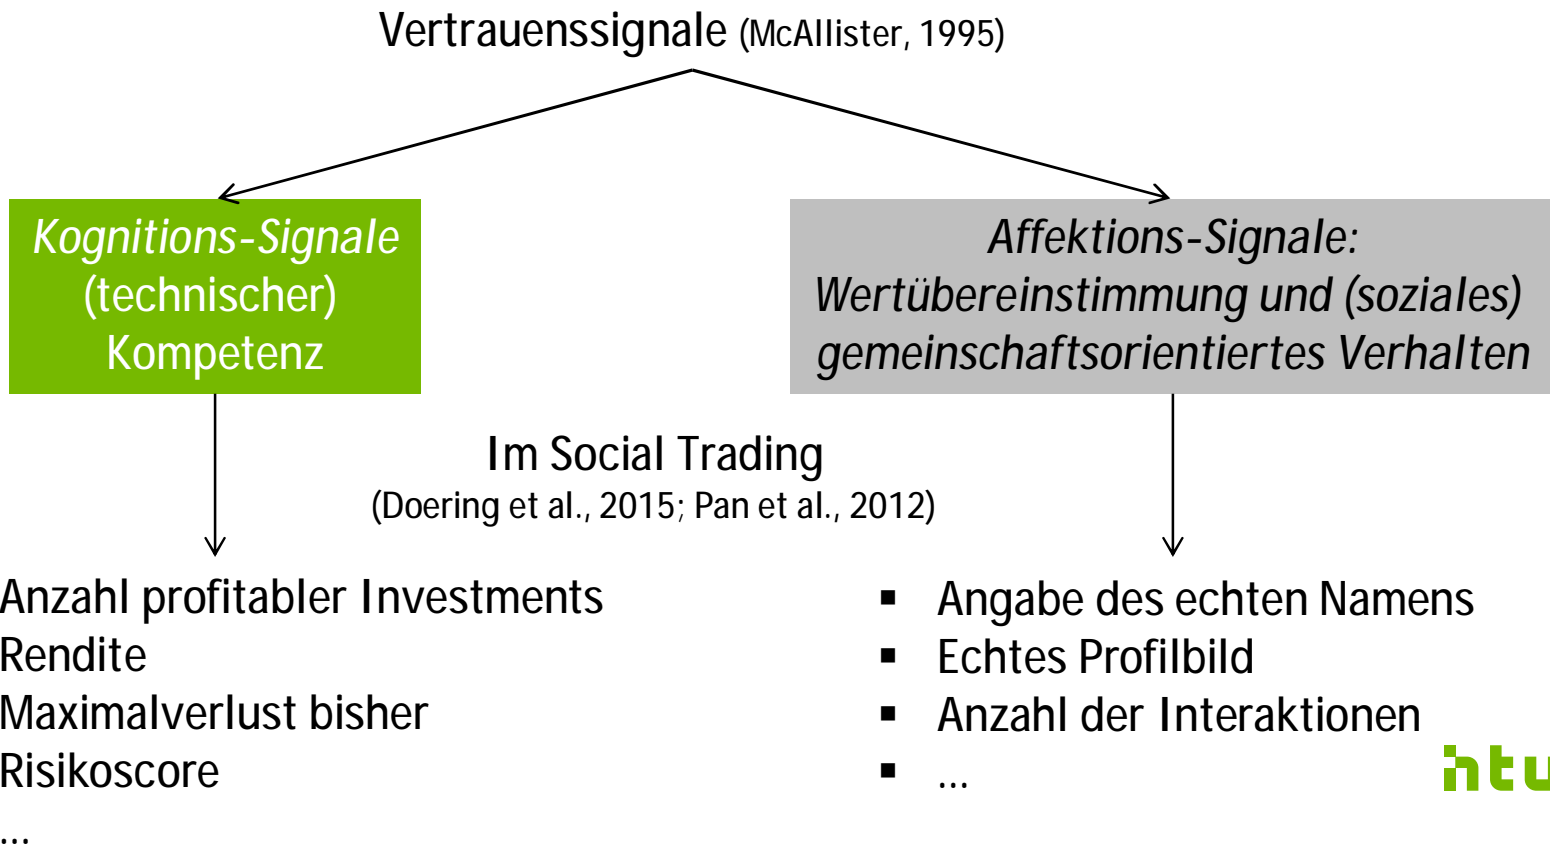 Vertrauenssignale (McAllister, 1995)
Kognitions-Signale
(technischer)
Kompetenz
Affektions-Signale:
Wertübereinstimmung und (soziales)
gemeinschaftsorientiertes Verhalten
Im Social Trading
(Doering et al., 2015; Pan et al., 2012)
Anzahl profitabler Investments
Rendite
Maximalverlust bisher
Risikoscore
...
▪ Angabe des echten Namens
▪ Echtes Profilbild
▪ Anzahl der Interaktionen
▪ ...
htw